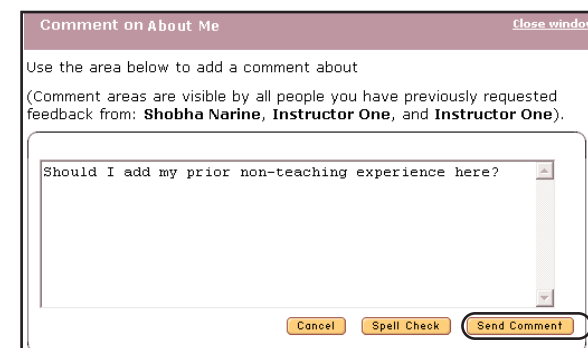 Comment on About Me
Close window
Use the area below to add a comment about
(Comment areas are visible by all people you have previously requested
feedback from: Shobha Narine, Instructor One, and Instructor One).
Should I add my prior non-teaching experience here?
Cancel
Spell Check
Send Comment